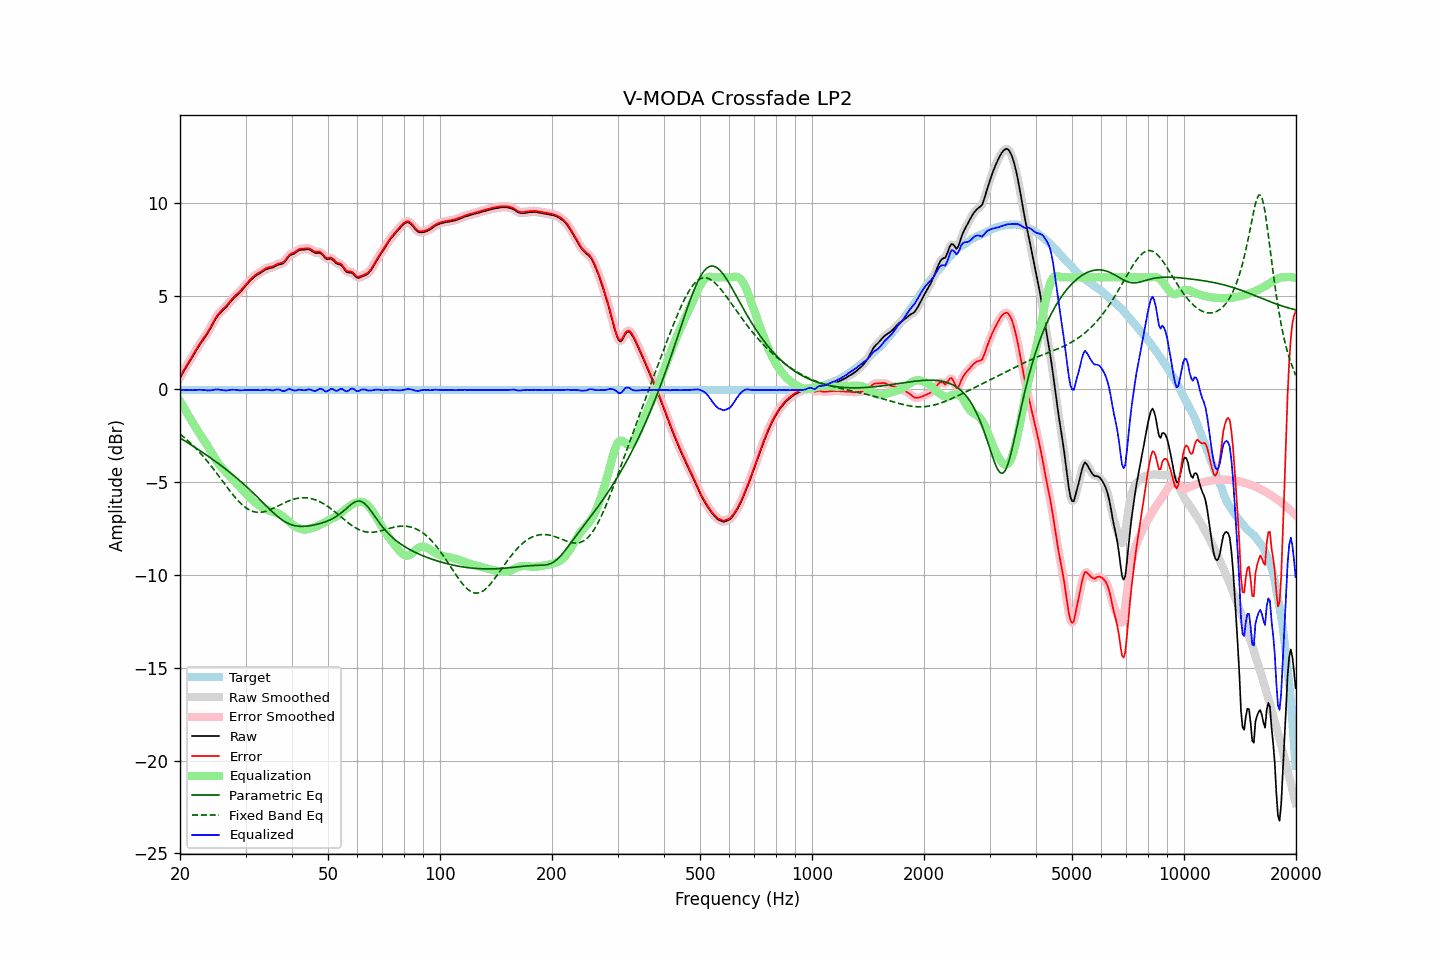 V-MODA Crossfade LP2
Amplitude (dBr)
10
5
0
−5
−10
−15
−20
−25
Target
Raw Smoothed
Error Smoothed
Raw
Error
Equalization
Parametric Eq
Fixed Band Eq
Equalized
20 50 100 200 500 1000 2000 5000 10000 20000
Frequency (Hz)